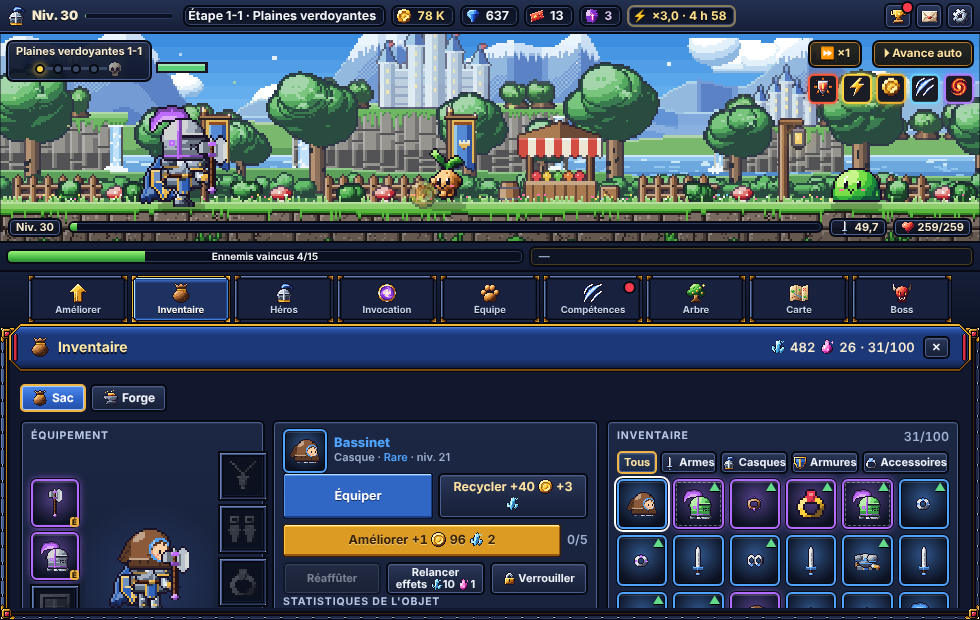 Niv. 30
Étape 1-1 · Plaines verdoyantes
78 K
637
13
3
×3,0 · 4 h 58
Plaines verdoyantes 1-1
×1
Avance auto
Niv. 30
49,7
259/259
Ennemis vaincus 4/15
—
Améliorer
Inventaire
Héros
Invocation
Equipe
Compétences
Arbre
Carte
Boss
Inventaire
482
26 · 31/100
×
Sac
Forge
ÉQUIPEMENT
E
E
Bassinet
Casque · Rare · niv. 21
Équiper
Recycler +40 +3
Améliorer +1 96 2
0/5
Réaffûter
Relancer
effets 10 1
Verrouiller
STATISTIQUES DE L'OBJET
INVENTAIRE
31/100
Tous
Armes
Casques
Armures
Accessoires